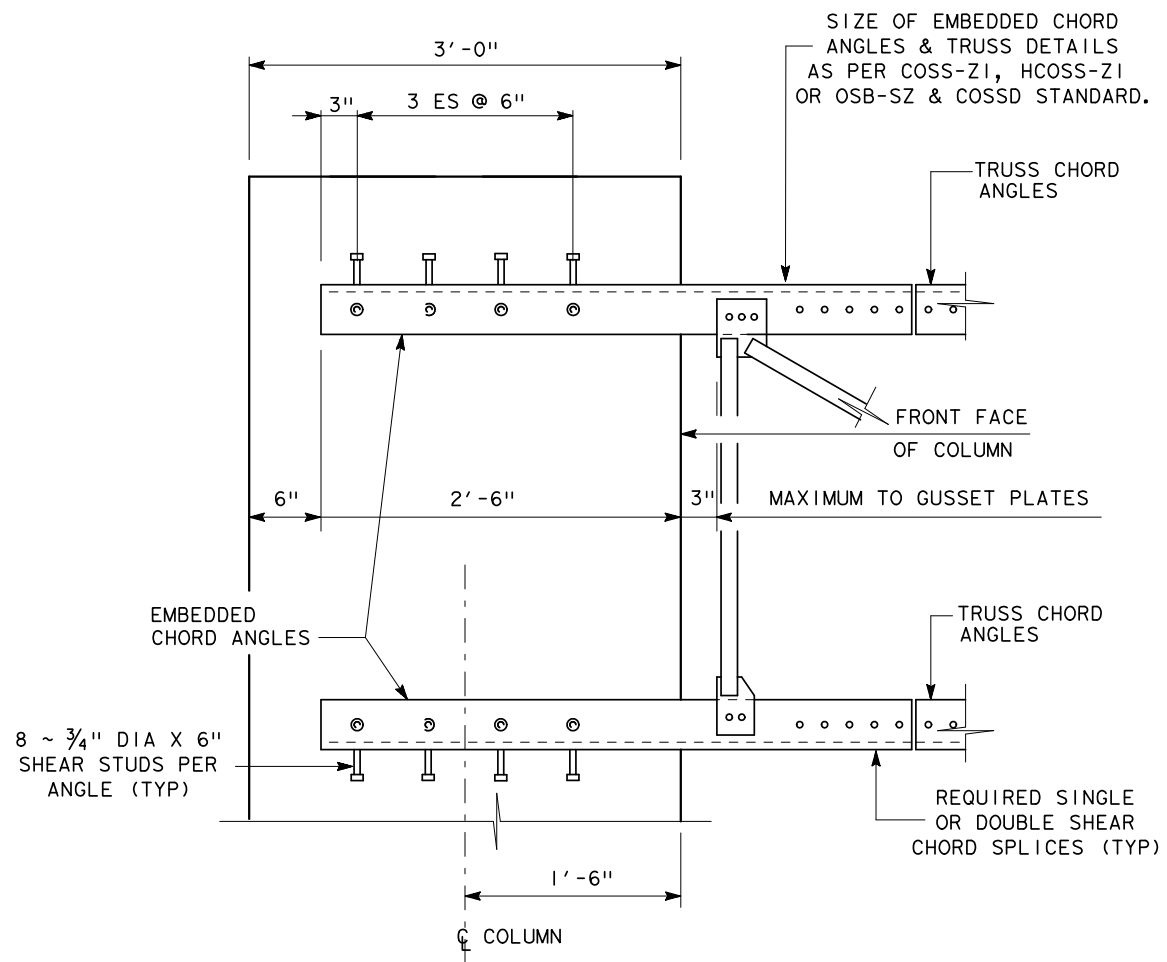 SIZE OF EMBEDDED CHORD
ANGLES & TRUSS DETAILS
AS PER COSS-Z1, HCOSS-Z1
OR OSB-SZ & COSSD STANDARD.
3'-0"
3"
3 ES @ 6"
TRUSS CHORD
ANGLES
FRONT FACE
OF COLUMN
6"
2'-6"
3"
MAXIMUM TO GUSSET PLATES
EMBEDDED
CHORD ANGLES
TRUSS CHORD
ANGLES
8 ~ ¾" DIA X 6"
SHEAR STUDS PER
ANGLE (TYP)
REQUIRED SINGLE
OR DOUBLE SHEAR
CHORD SPLICES (TYP)
1'-6"
℄ COLUMN